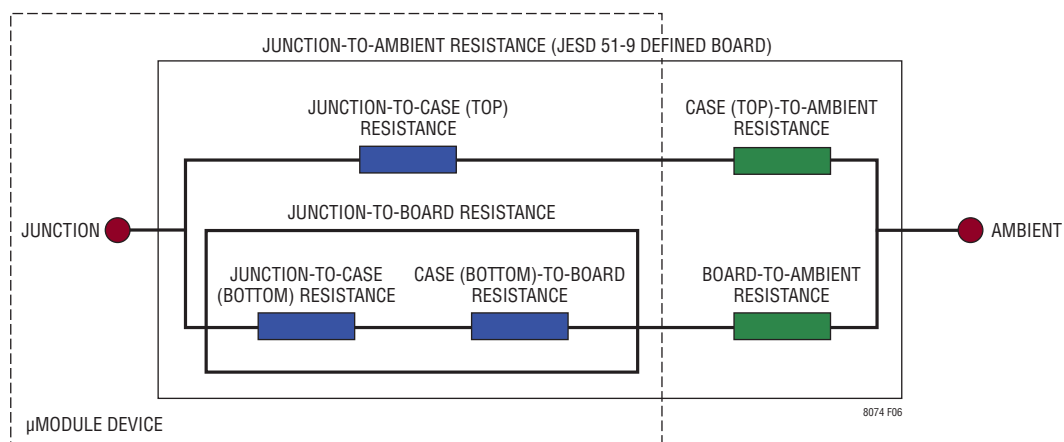 JUNCTION-TO-AMBIENT RESISTANCE (JESD 51-9 DEFINED BOARD)
JUNCTION-TO-CASE (TOP)
RESISTANCE
CASE (TOP)-TO-AMBIENT
RESISTANCE
JUNCTION-TO-BOARD RESISTANCE
JUNCTION
AMBIENT
JUNCTION-TO-CASE
(BOTTOM) RESISTANCE
CASE (BOTTOM)-TO-BOARD
RESISTANCE
BOARD-TO-AMBIENT
RESISTANCE
8074 F06
µMODULE DEVICE